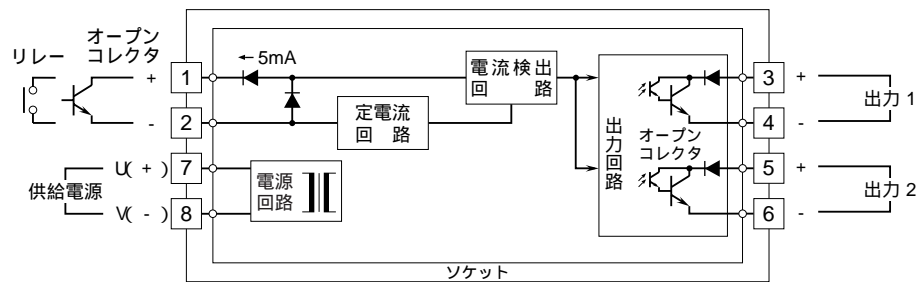 リレー
オープン
コレクタ
+
-
1
2
← 5mA
電流検出
回 路
定電流
回 路
供給電源
U( + )
V( - )
7
8
電源
回路
出力回路
オープン
コレクタ
3
+
4
-
出力 1
5
+
6
-
出力 2
ソケット